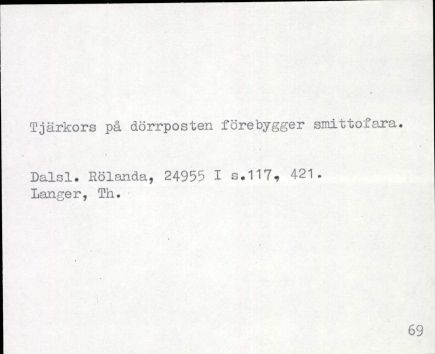 Tjärkors på dörrposten förebygger smittofara.
Dalsl. Rölanda, 24955 I s.117, 421.
Langer, Th.
69